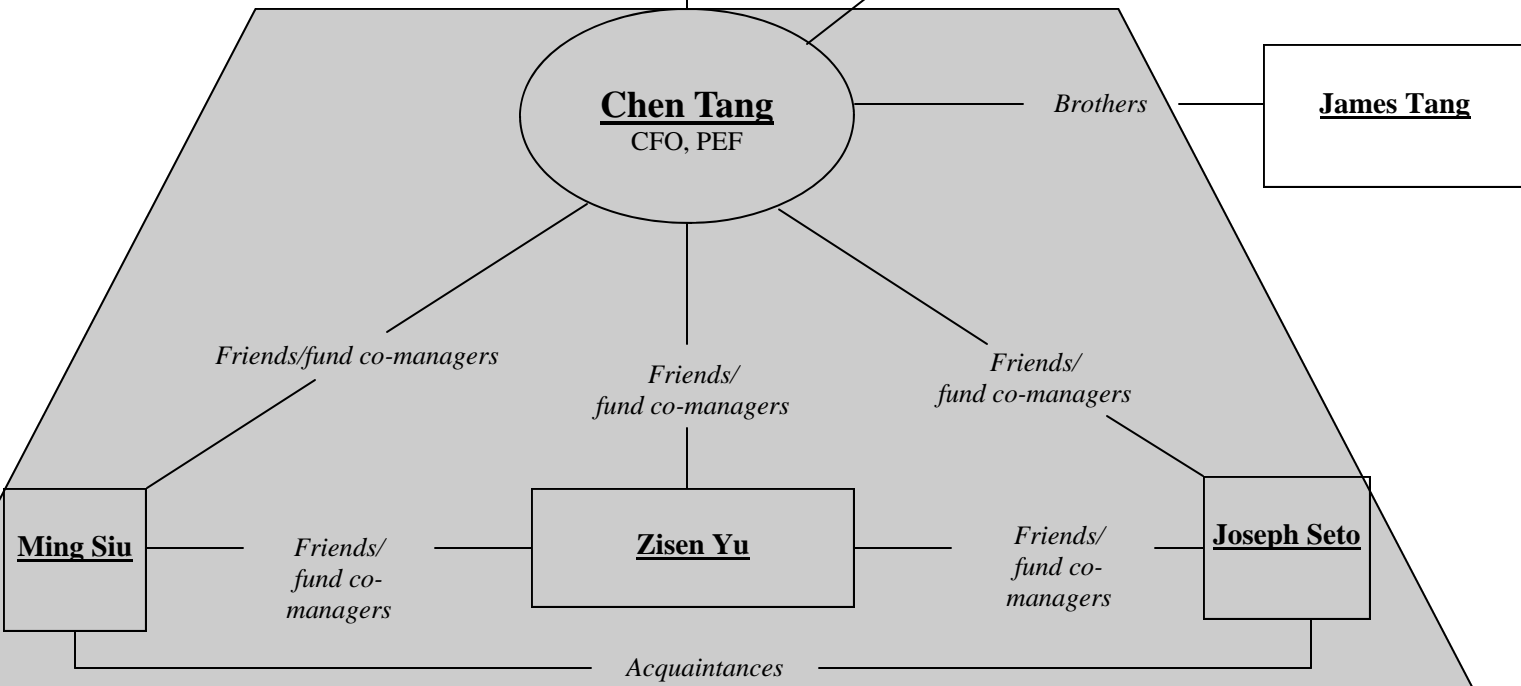 Chen Tang
CFO, PEF
Brothers
James Tang
Friends/fund co-managers
Friends/
fund co-managers
Friends/
fund co-managers
Ming Siu
Friends/
fund co-
managers
Zisen Yu
Friends/
fund co-
managers
Joseph Seto
Acquaintances